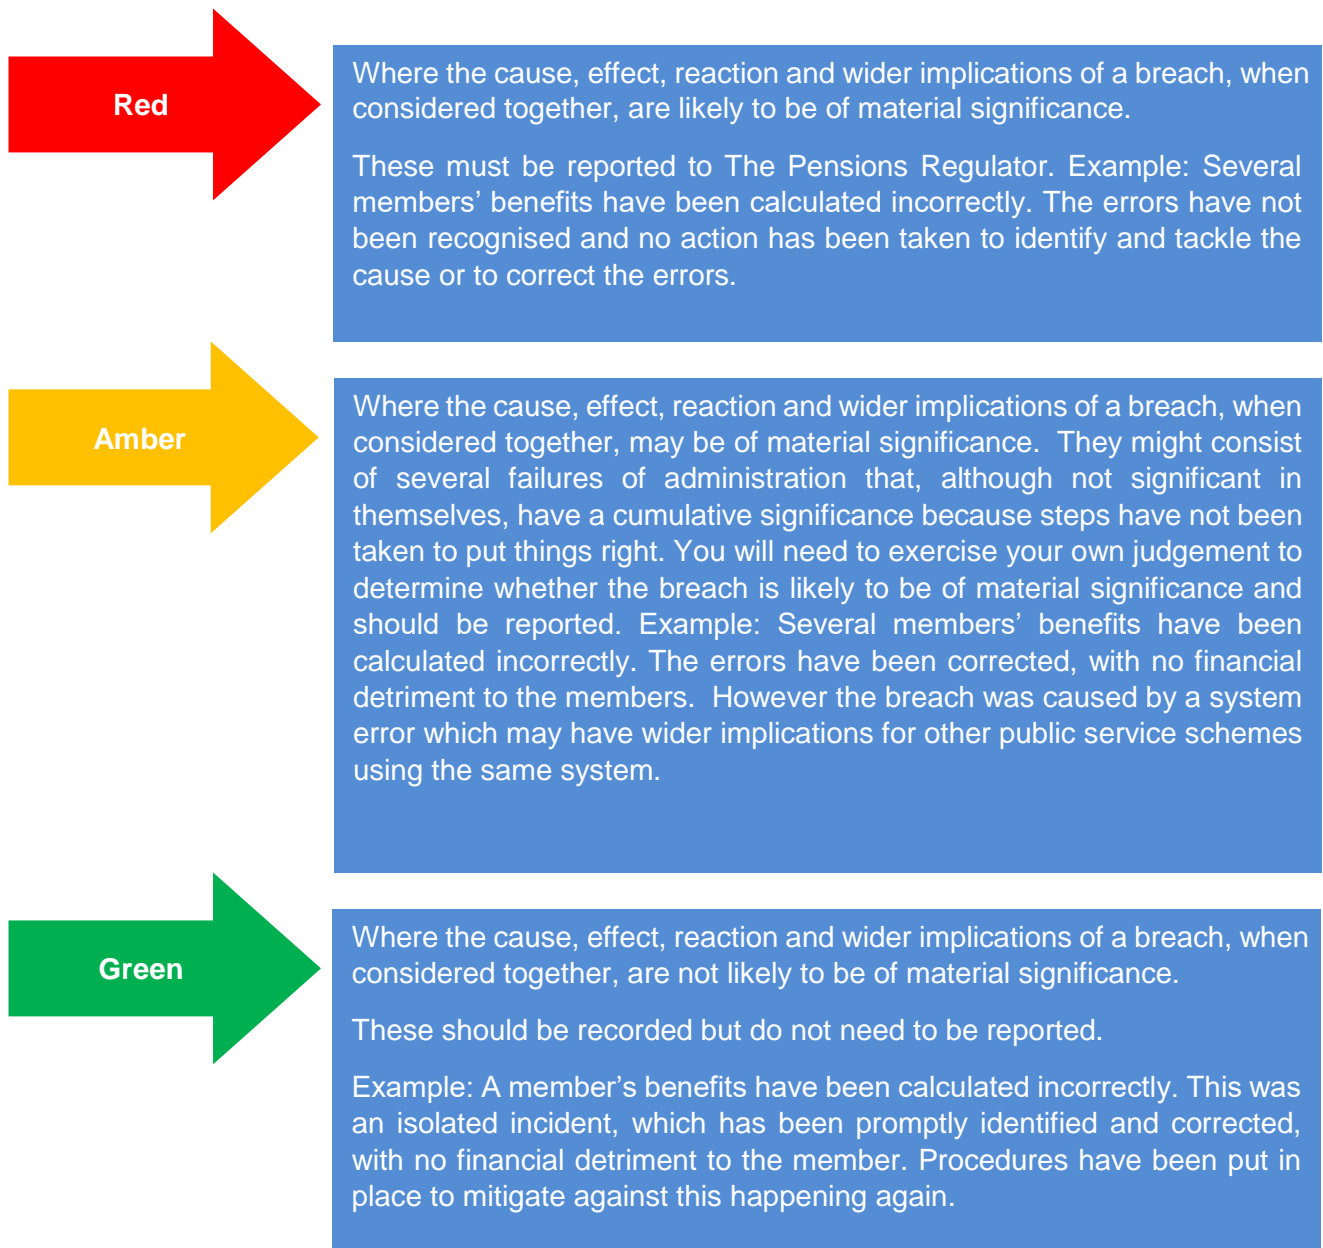 Red
Where the cause, effect, reaction and wider implications of a breach, when
considered together, are likely to be of material significance.
These must be reported to The Pensions Regulator. Example: Several
members’ benefits have been calculated incorrectly. The errors have not
been recognised and no action has been taken to identify and tackle the
cause or to correct the errors.
Amber
Where the cause, effect, reaction and wider implications of a breach, when
considered together, may be of material significance.  They might consist
of several failures of administration that, although not significant in
themselves, have a cumulative significance because steps have not been
taken to put things right. You will need to exercise your own judgement to
determine whether the breach is likely to be of material significance and
should be reported. Example: Several members’ benefits have been
calculated incorrectly. The errors have been corrected, with no financial
detriment to the members.  However the breach was caused by a system
error which may have wider implications for other public service schemes
using the same system.
Green
Where the cause, effect, reaction and wider implications of a breach, when
considered together, are not likely to be of material significance.
These should be recorded but do not need to be reported.
Example: A member’s benefits have been calculated incorrectly. This was
an isolated incident, which has been promptly identified and corrected,
with no financial detriment to the member. Procedures have been put in
place to mitigate against this happening again.